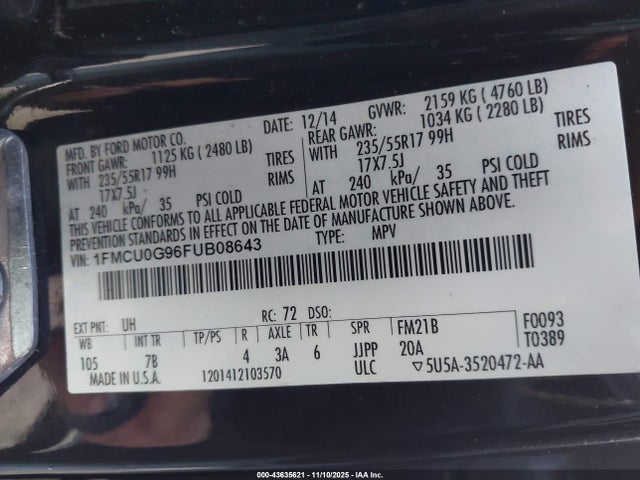 MFD. BY FORD MOTOR CO. DATE: 12/14 GVWR: 2159 KG ( 4760 LB)
FRONT GAWR: 1125 KG ( 2480 LB) REAR GAWR: 1034 KG ( 2280 LB)
WITH 235/55R17 99H TIRES WITH 235/55R17 99H TIRES
17X7.5J RIMS 17X7.5J RIMS
AT 240 kPa/ 35 PSI COLD AT 240 kPa/ 35 PSI COLD
THIS VEHICLE CONFORMS TO ALL APPLICABLE FEDERAL MOTOR VEHICLE SAFETY AND THEFT
PREVENTION STANDARDS IN EFFECT ON THE DATE OF MANUFACTURE SHOWN ABOVE.
VIN: 1FMCU0G96FUB08643 TYPE: MPV
EXT PNT: UH RC: 72 DSO: F0093
WB INT TR TP/PS R AXLE TR SPR FM21B T0389
105 7B 4 3A 6 JJPP 20A
MADE IN U.S.A. 1201412103570 ULC ▽5U5A-3520472-AA
000-43635621 - 11/10/2025 - IAA Inc.